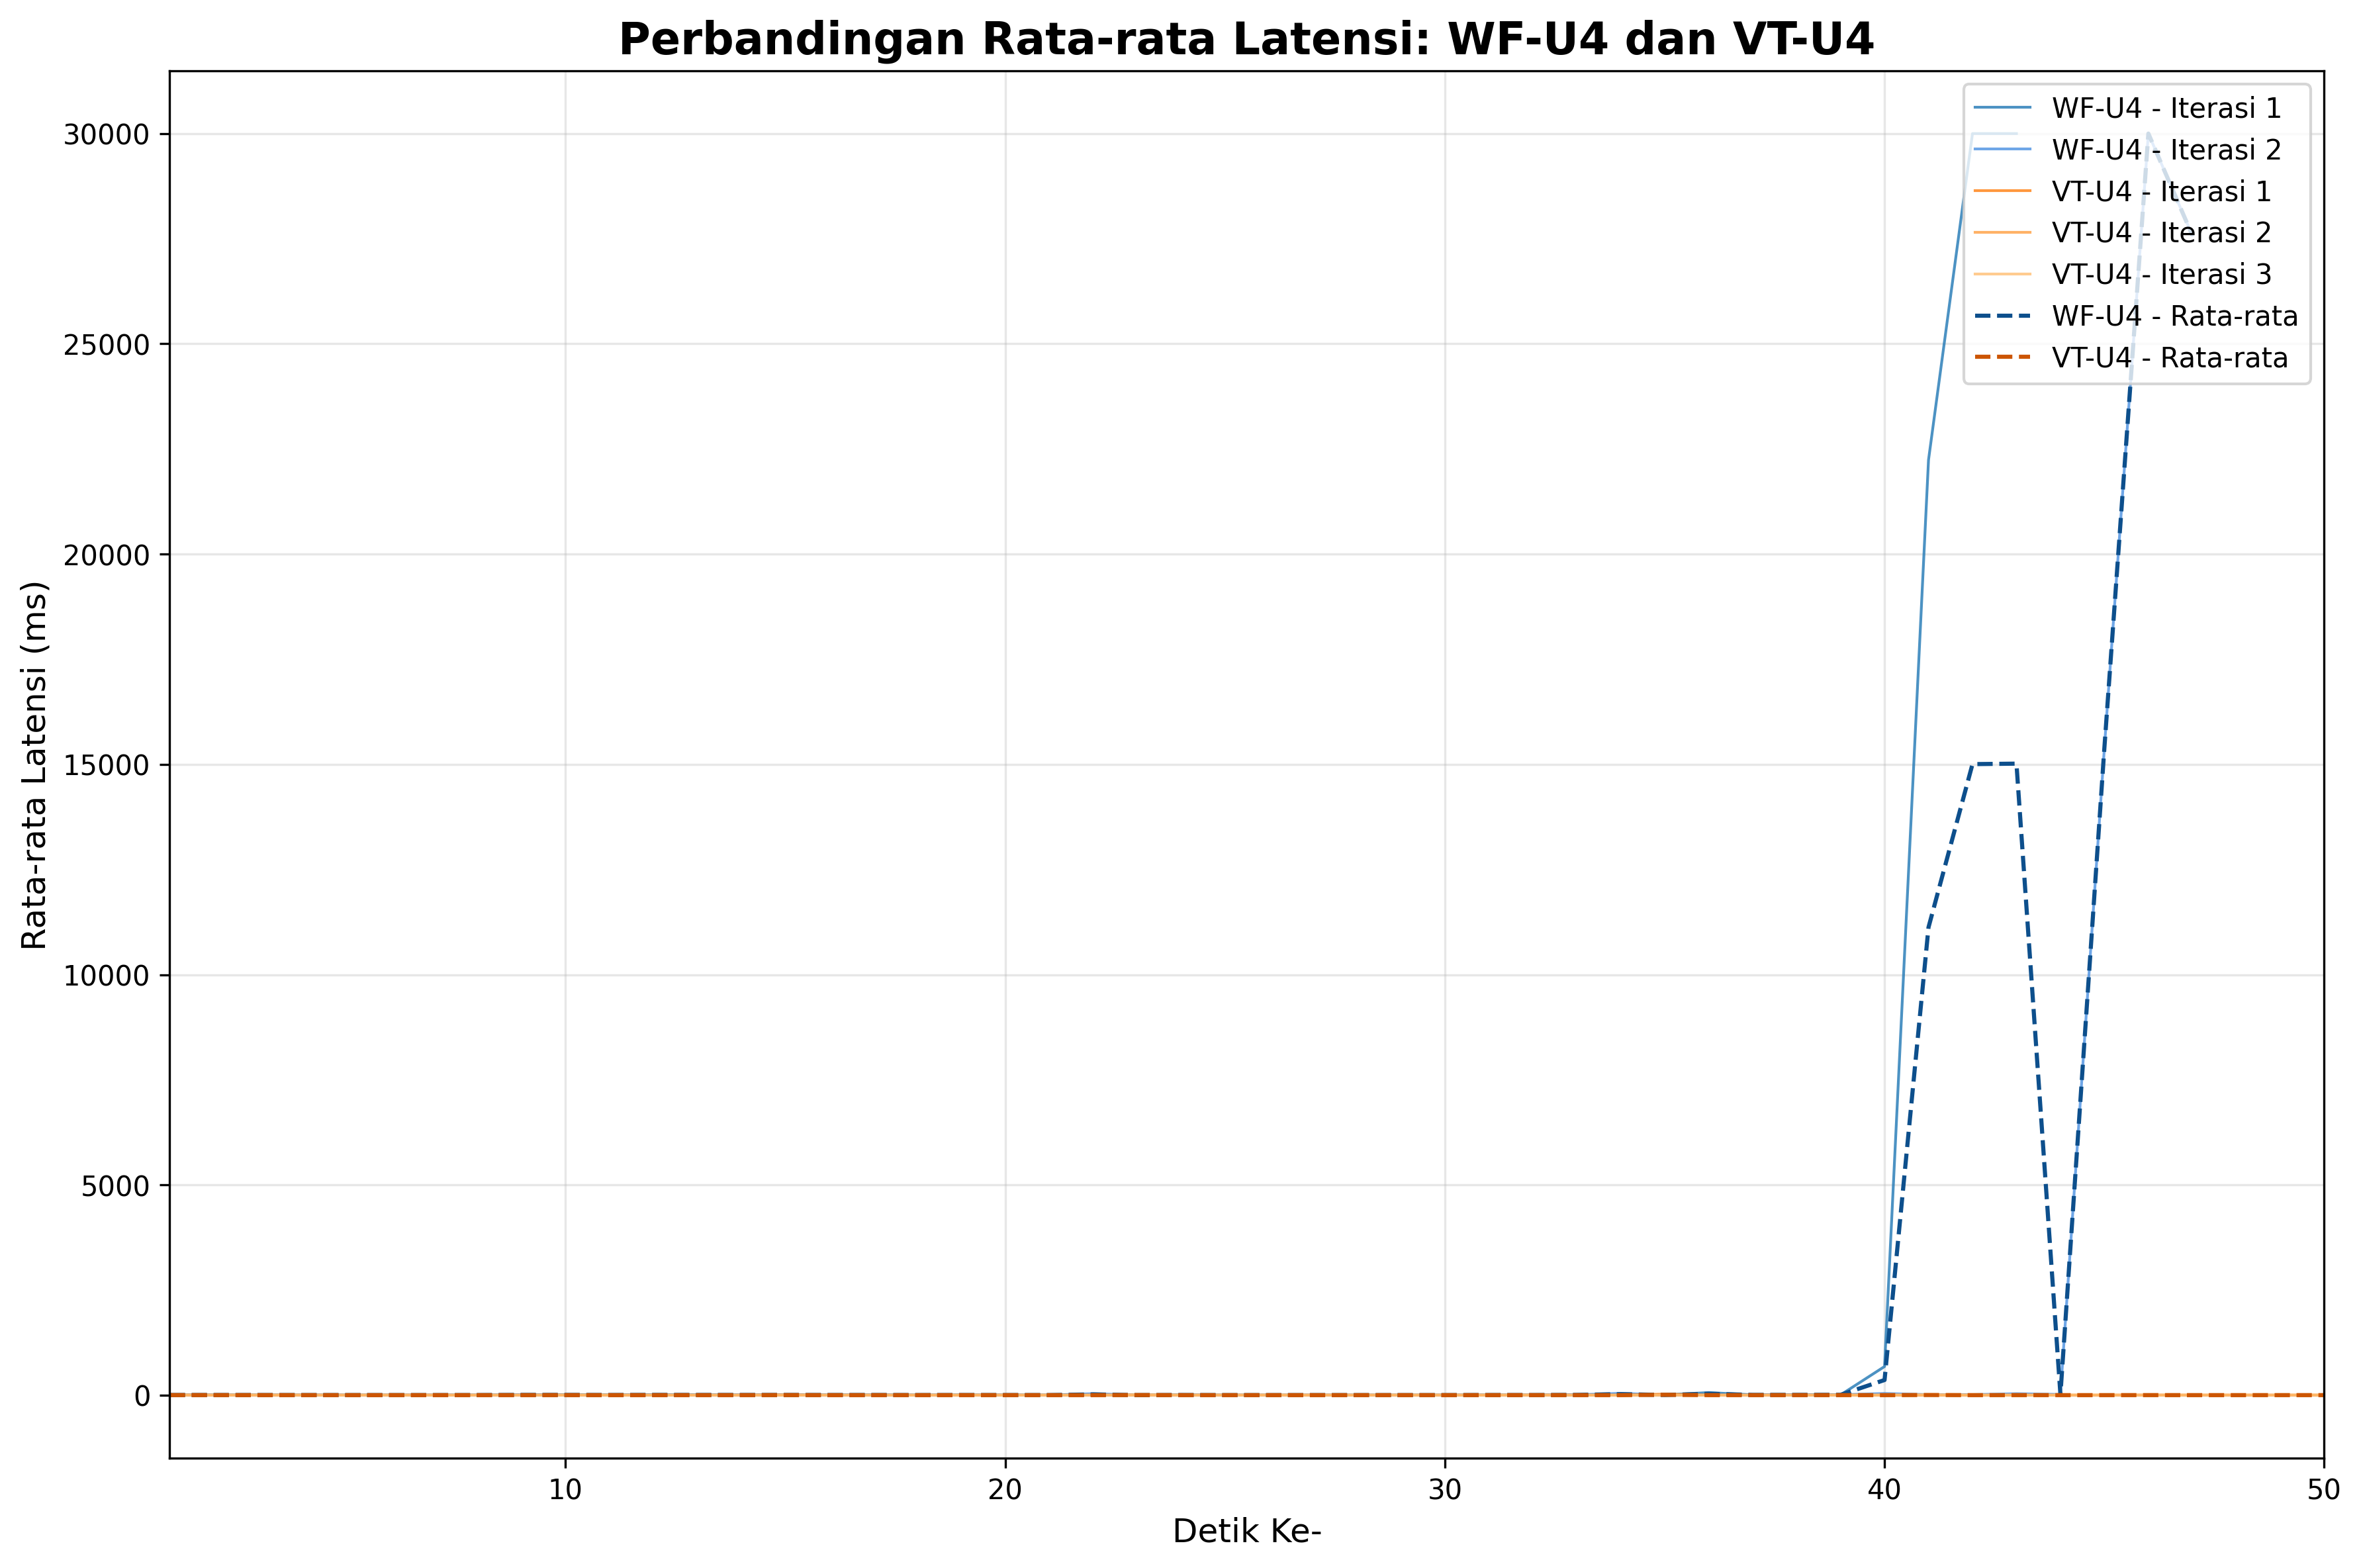 Perbandingan Rata-rata Latensi: WF-U4 dan VT-U4
WF-U4 - Iterasi 1
WF-U4 - Iterasi 2
VT-U4 - Iterasi 1
VT-U4 - Iterasi 2
VT-U4 - Iterasi 3
WF-U4 - Rata-rata
VT-U4 - Rata-rata
30000
25000
20000
15000
10000
5000
0
Rata-rata Latensi (ms)
10
20
30
40
50
Detik Ke-